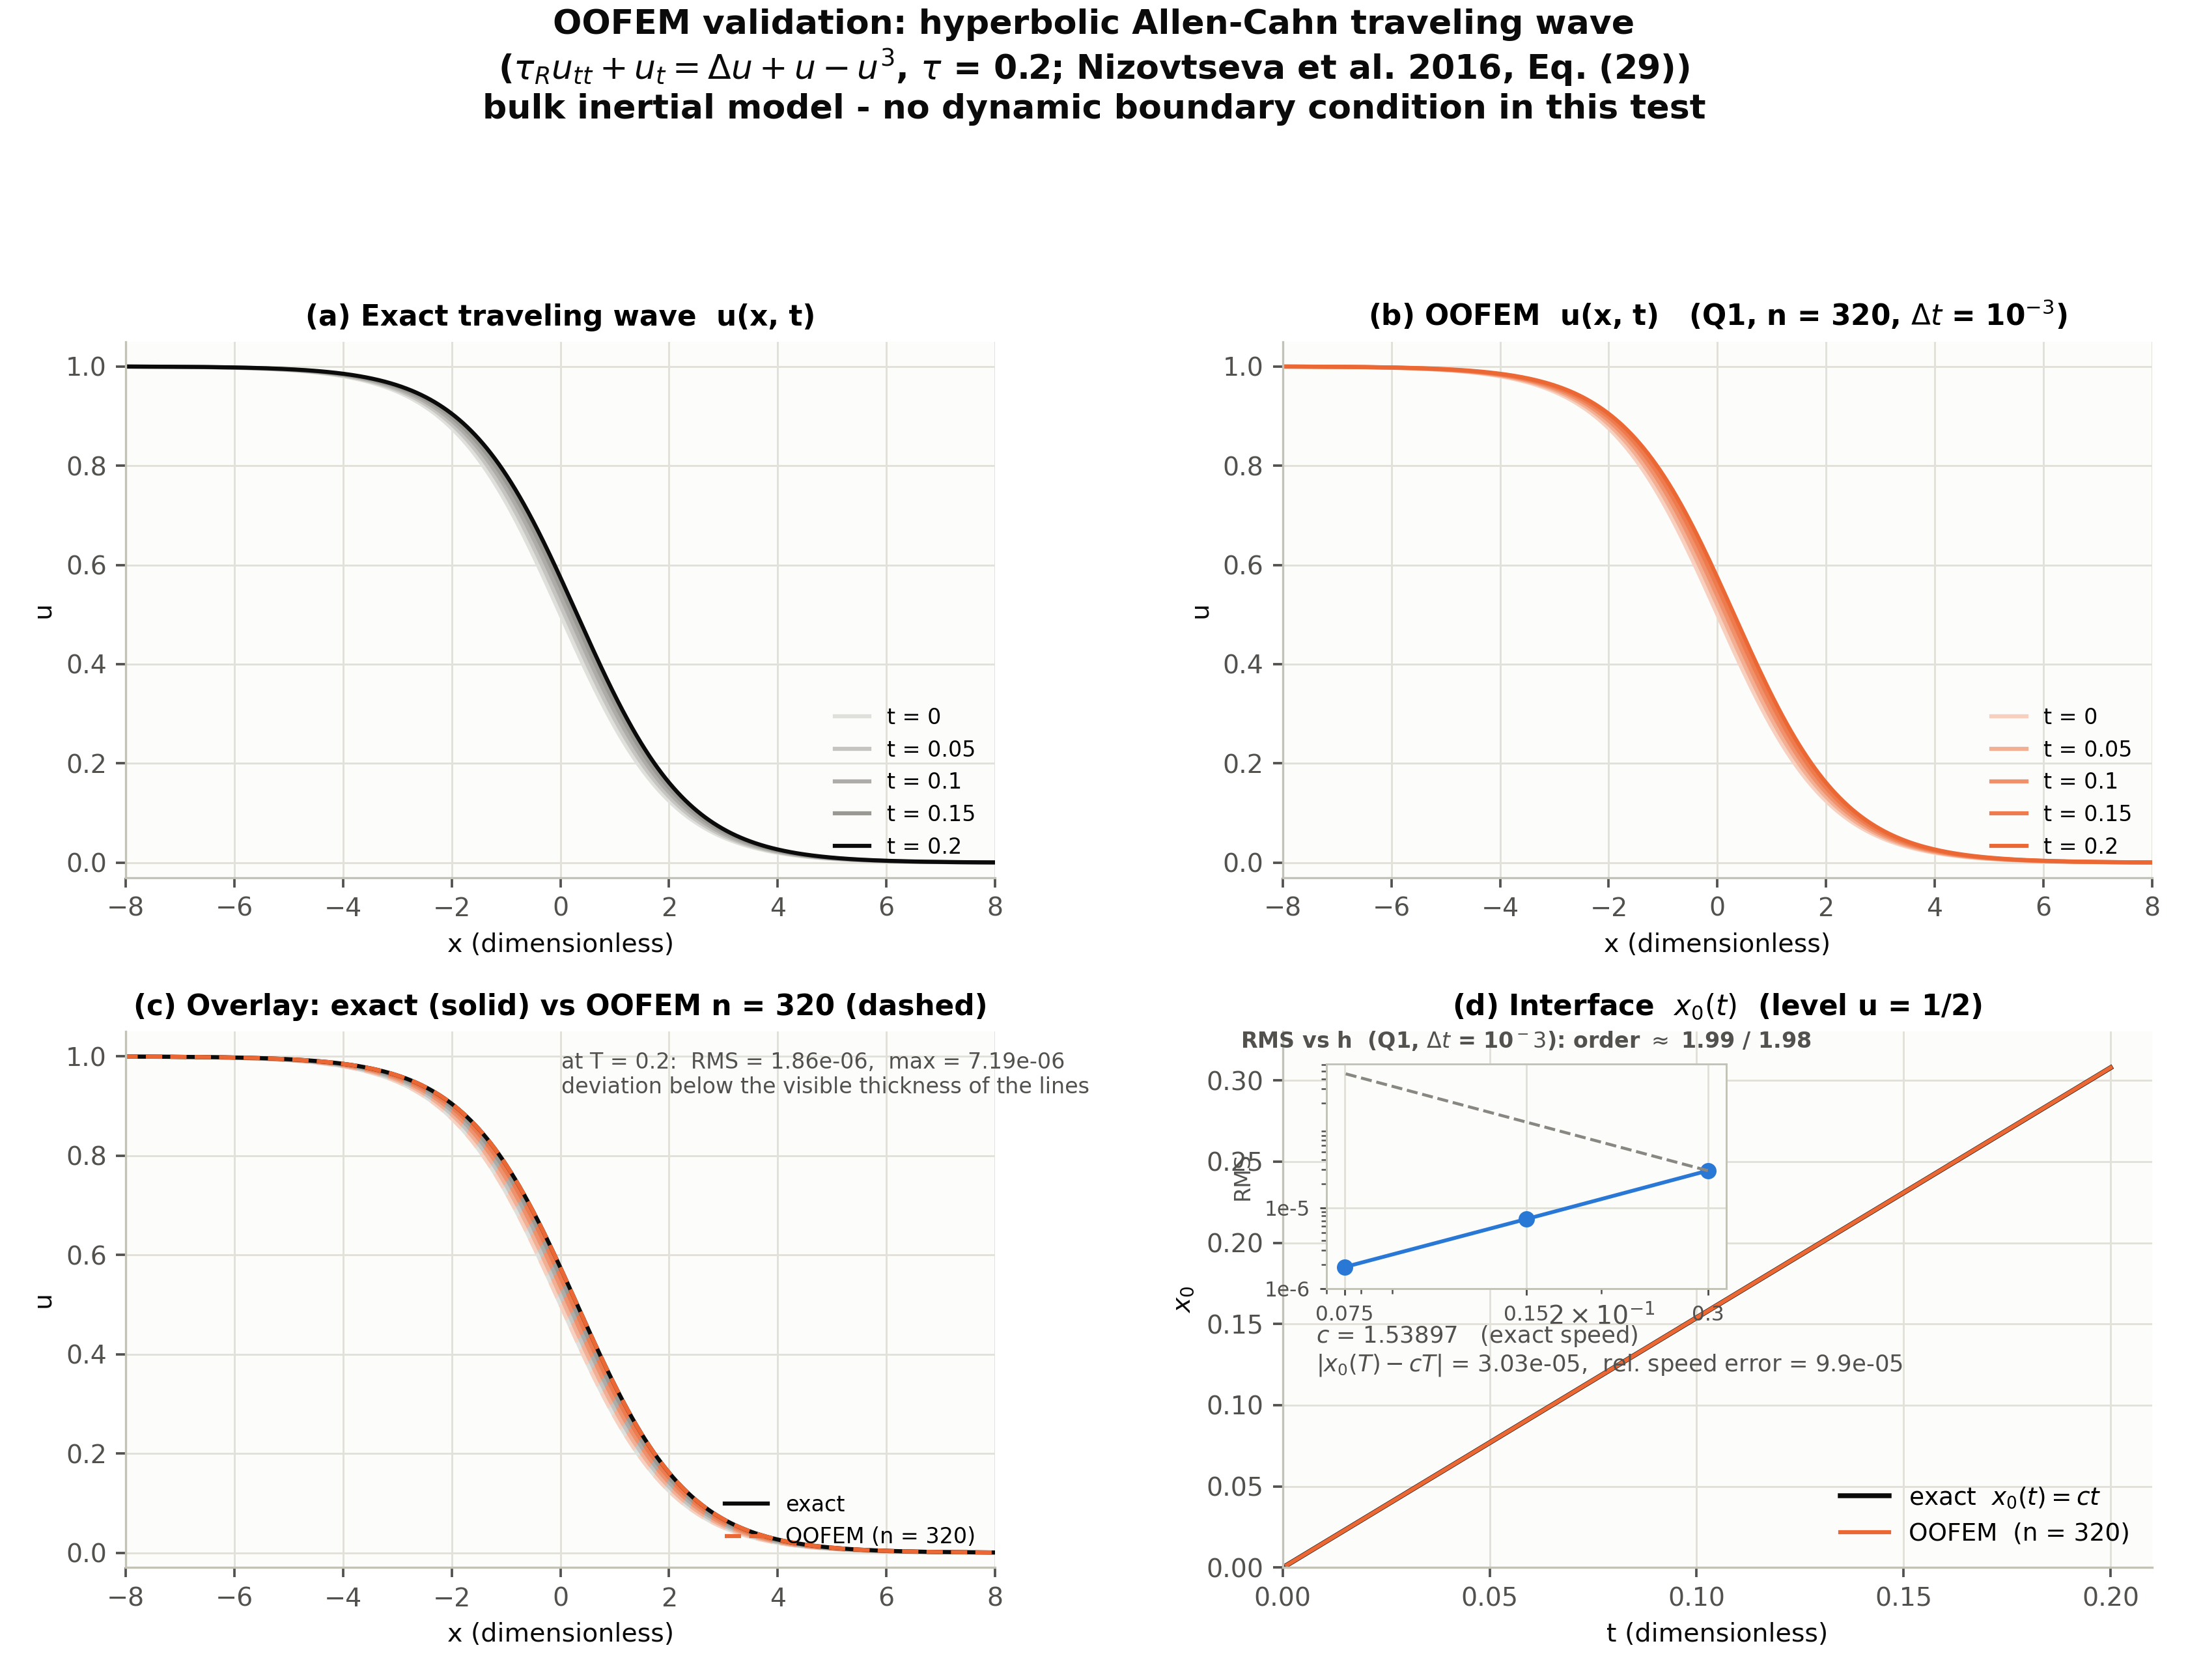 OOFEM validation: hyperbolic Allen-Cahn traveling wave
(τ_R u_tt + u_t = Δu + u − u³, τ = 0.2; Nizovtseva et al. 2016, Eq. (29))
bulk inertial model - no dynamic boundary condition in this test
(a) Exact traveling wave u(x, t)
1.0
0.8
0.6
0.4
0.2
0.0
u
t = 0
t = 0.05
t = 0.1
t = 0.15
t = 0.2
−8 −6 −4 −2 0 2 4 6 8
x (dimensionless)
(b) OOFEM u(x, t) (Q1, n = 320, Δt = 10⁻³)
1.0
0.8
0.6
0.4
0.2
0.0
u
t = 0
t = 0.05
t = 0.1
t = 0.15
t = 0.2
−8 −6 −4 −2 0 2 4 6 8
x (dimensionless)
(c) Overlay: exact (solid) vs OOFEM n = 320 (dashed)
at T = 0.2: RMS = 1.86e-06, max = 7.19e-06
deviation below the visible thickness of the lines
1.0
0.8
0.6
0.4
0.2
0.0
u
exact
OOFEM (n = 320)
−8 −6 −4 −2 0 2 4 6 8
x (dimensionless)
(d) Interface x₀(t) (level u = 1/2)
RMS vs h (Q1, Δt = 10⁻3): order ≈ 1.99 / 1.98
0.30
0.25
0.20
0.15
0.10
0.05
0.00
x₀
RMS
1e-5
1e-6
0.075 0.15 2 × 10⁻¹ 0.3
c = 1.53897 (exact speed)
|x₀(T) − cT| = 3.03e-05, rel. speed error = 9.9e-05
exact x₀(t) = ct
OOFEM (n = 320)
0.00 0.05 0.10 0.15 0.20
t (dimensionless)